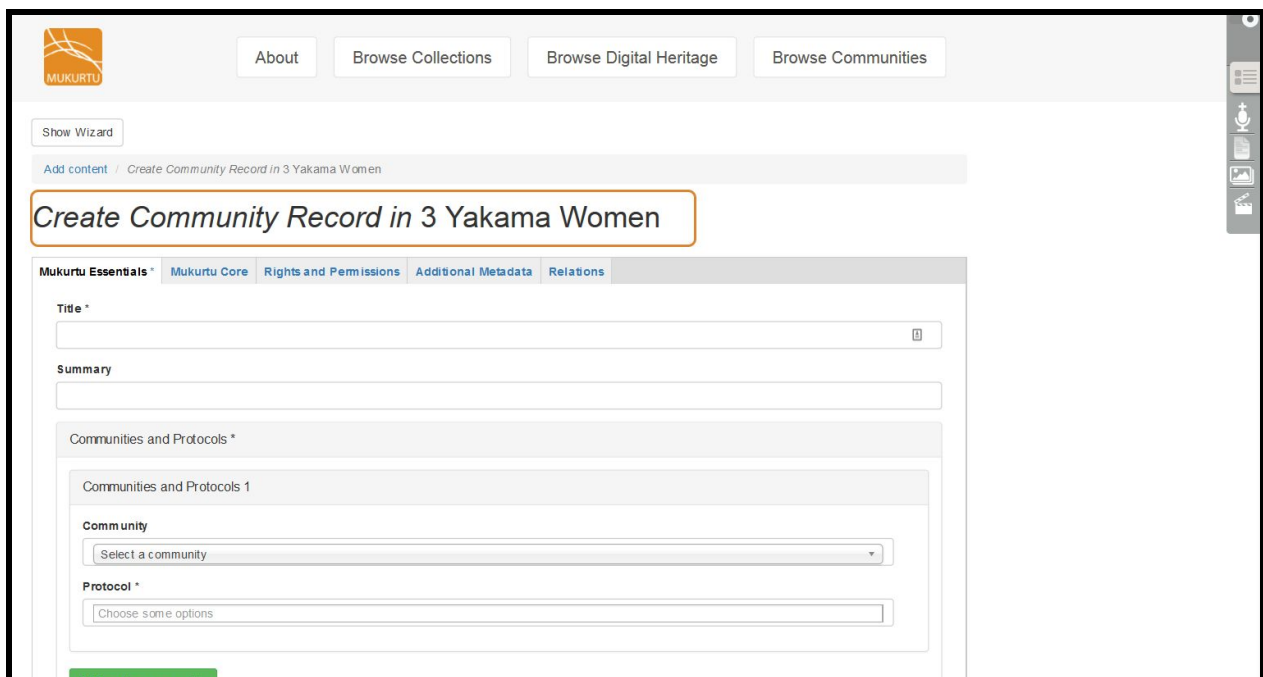 MUKURTU
About Browse Collections Browse Digital Heritage Browse Communities
Show Wizard
Add content / Create Community Record in 3 Yakama Women
Create Community Record in 3 Yakama Women
Mukurtu Essentials * Mukurtu Core Rights and Permissions Additional Metadata Relations
Title *
Summary
Communities and Protocols *
Communities and Protocols 1
Community
Select a community
Protocol *
Choose some options